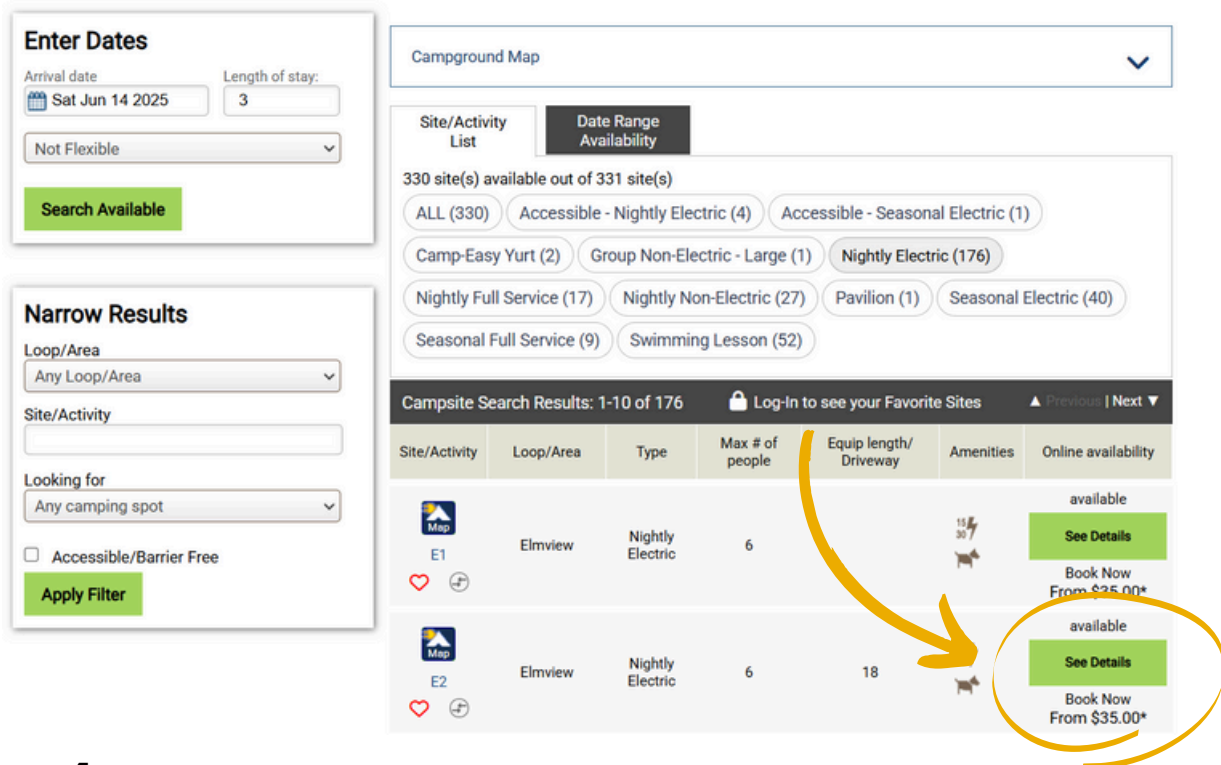 Enter Dates
Arrival date
Length of stay:
Sat Jun 14 2025
3
Not Flexible
Search Available
Narrow Results
Loop/Area
Any Loop/Area
Site/Activity
Looking for
Any camping spot
Accessible/Barrier Free
Apply Filter
Campground Map
Site/Activity
List
Date Range
Availability
330 site(s) available out of 331 site(s)
ALL (330) Accessible - Nightly Electric (4) Accessible - Seasonal Electric (1)
Camp-Easy Yurt (2) Group Non-Electric - Large (1) Nightly Electric (176)
Nightly Full Service (17) Nightly Non-Electric (27) Pavilion (1) Seasonal Electric (40)
Seasonal Full Service (9) Swimming Lesson (52)
Campsite Search Results: 1-10 of 176 Log-In to see your Favorite Sites ▲ Previous | Next ▼
Site/Activity Loop/Area Type Max # of people Equip length/ Driveway Amenities Online availability
Map
E1
Elmview
Nightly
Electric
6
15
30
available
See Details
Book Now
From $35.00*
Map
E2
Elmview
Nightly
Electric
6
18
available
See Details
Book Now
From $35.00*